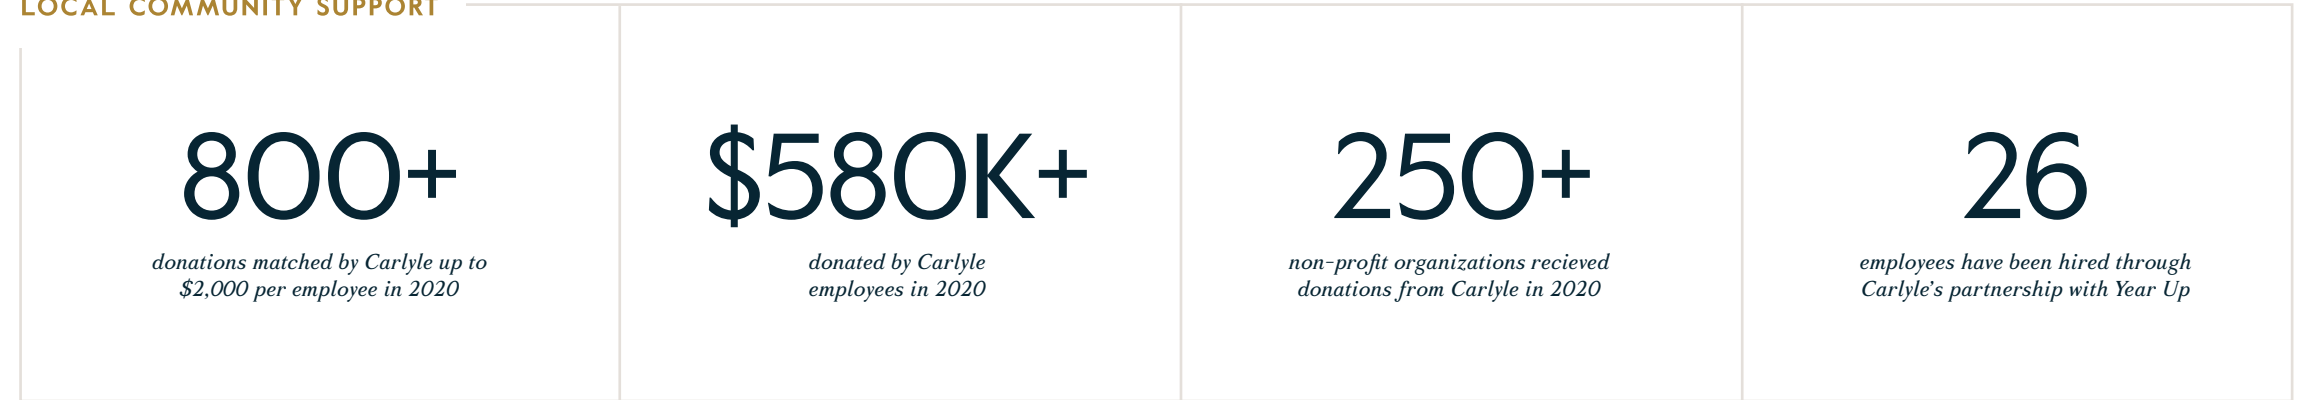 LOCAL COMMUNITY SUPPORT
800+
donations matched by Carlyle up to
$2,000 per employee in 2020
$580K+
donated by Carlyle
employees in 2020
250+
non-profit organizations recieved
donations from Carlyle in 2020
26
employees have been hired through
Carlyle’s partnership with Year Up